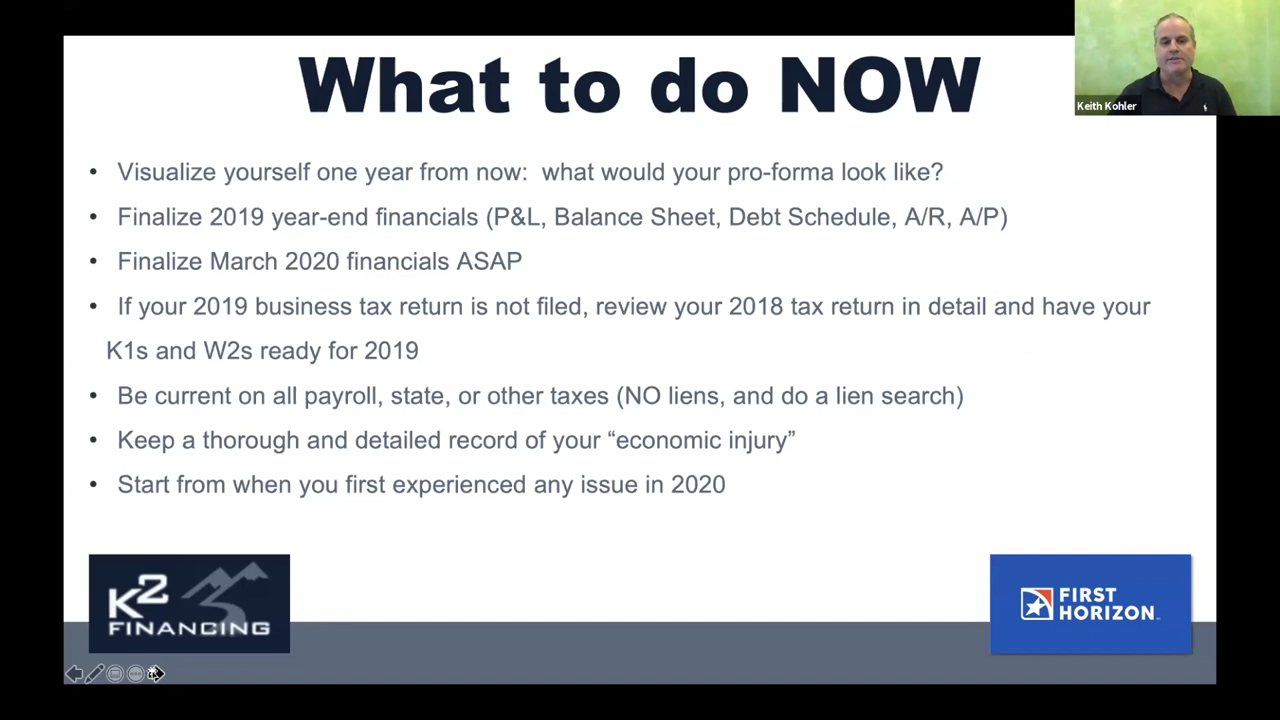 What to do NOW
Keith Kohler
• Visualize yourself one year from now:  what would your pro-forma look like?
• Finalize 2019 year-end financials (P&L, Balance Sheet, Debt Schedule, A/R, A/P)
• Finalize March 2020 financials ASAP
• If your 2019 business tax return is not filed, review your 2018 tax return in detail and have your
K1s and W2s ready for 2019
• Be current on all payroll, state, or other taxes (NO liens, and do a lien search)
• Keep a thorough and detailed record of your “economic injury”
• Start from when you first experienced any issue in 2020
K2
FINANCING
FIRST
HORIZON